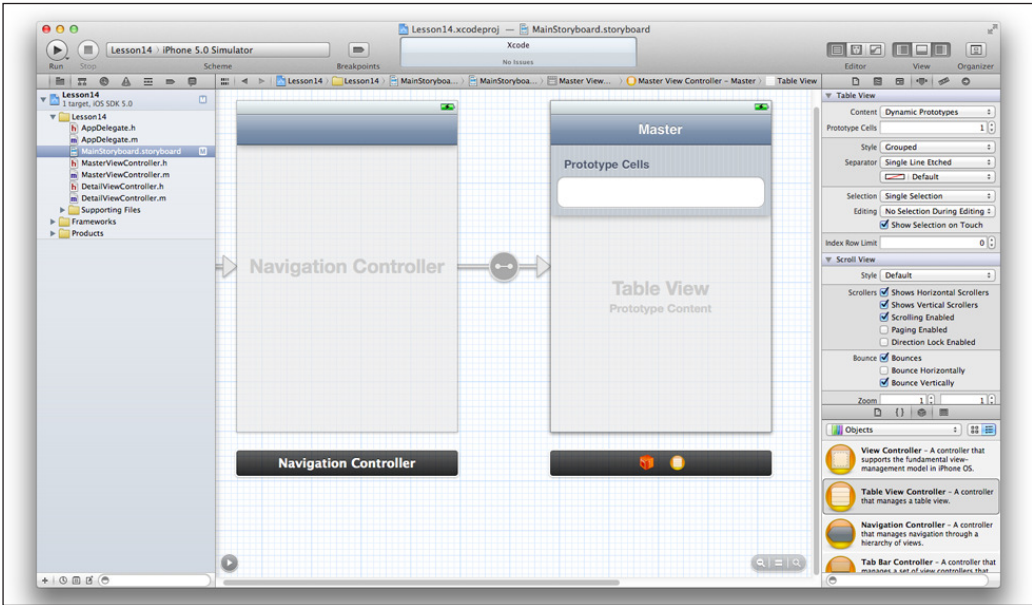 Lesson14.xcodeproj — MainStoryboard.storyboard
Lesson14 › iPhone 5.0 Simulator
Xcode
No Issues
Run
Stop
Scheme
Breakpoints
Editor
View
Organizer
Lesson14 › Lesson14 › MainStoryboa... › MainStoryboa... › Master View... › Master View Controller – Master › Table View
Lesson14
1 target, iOS SDK 5.0
Lesson14
h AppDelegate.h
m AppDelegate.m
MainStoryboard.storyboard M
h MasterViewController.h
m MasterViewController.m
h DetailViewController.h
m DetailViewController.m
Supporting Files
Frameworks
Products
Navigation Controller
Navigation Controller
Master
Prototype Cells
Table View
Prototype Content
Table View
Content Dynamic Prototypes
Prototype Cells 1
Style Grouped
Separator Single Line Etched
Default
Selection Single Selection
Editing No Selection During Editing
Show Selection on Touch
Index Row Limit 0
Scroll View
Style Default
Scrollers Shows Horizontal Scrollers
Shows Vertical Scrollers
Scrolling Enabled
Paging Enabled
Direction Lock Enabled
Bounce Bounces
Bounce Horizontally
Bounce Vertically
Zoom 1 1
{ }
Objects
View Controller – A controller that
supports the fundamental view-
management model in iPhone OS.
Table View Controller – A controller
that manages a table view.
Navigation Controller – A controller
that manages navigation through a
hierarchy of views.
Tab Bar Controller – A controller that
manages a set of view controllers that